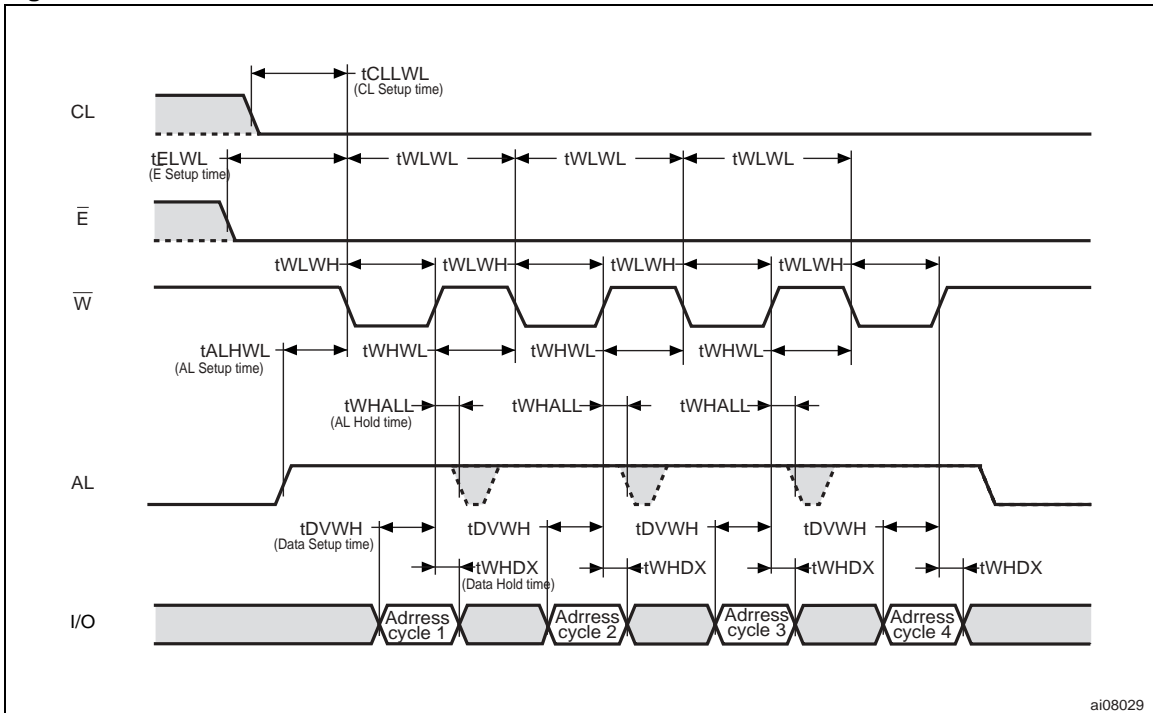 tCLLWL
(CL Setup time)
CL
tELWL
(E Setup time)
tWLWL
tWLWL
tWLWL
E
tWLWH
tWLWH
tWLWH
tWLWH
W
tALHWL
(AL Setup time)
tWHWL
tWHWL
tWHWL
tWHALL
(AL Hold time)
tWHALL
tWHALL
AL
tDVWH
(Data Setup time)
tDVWH
tDVWH
tDVWH
tWHDX
(Data Hold time)
tWHDX
tWHDX
tWHDX
I/O
Adrress
cycle 1
Adrress
cycle 2
Adrress
cycle 3
Adrress
cycle 4
ai08029